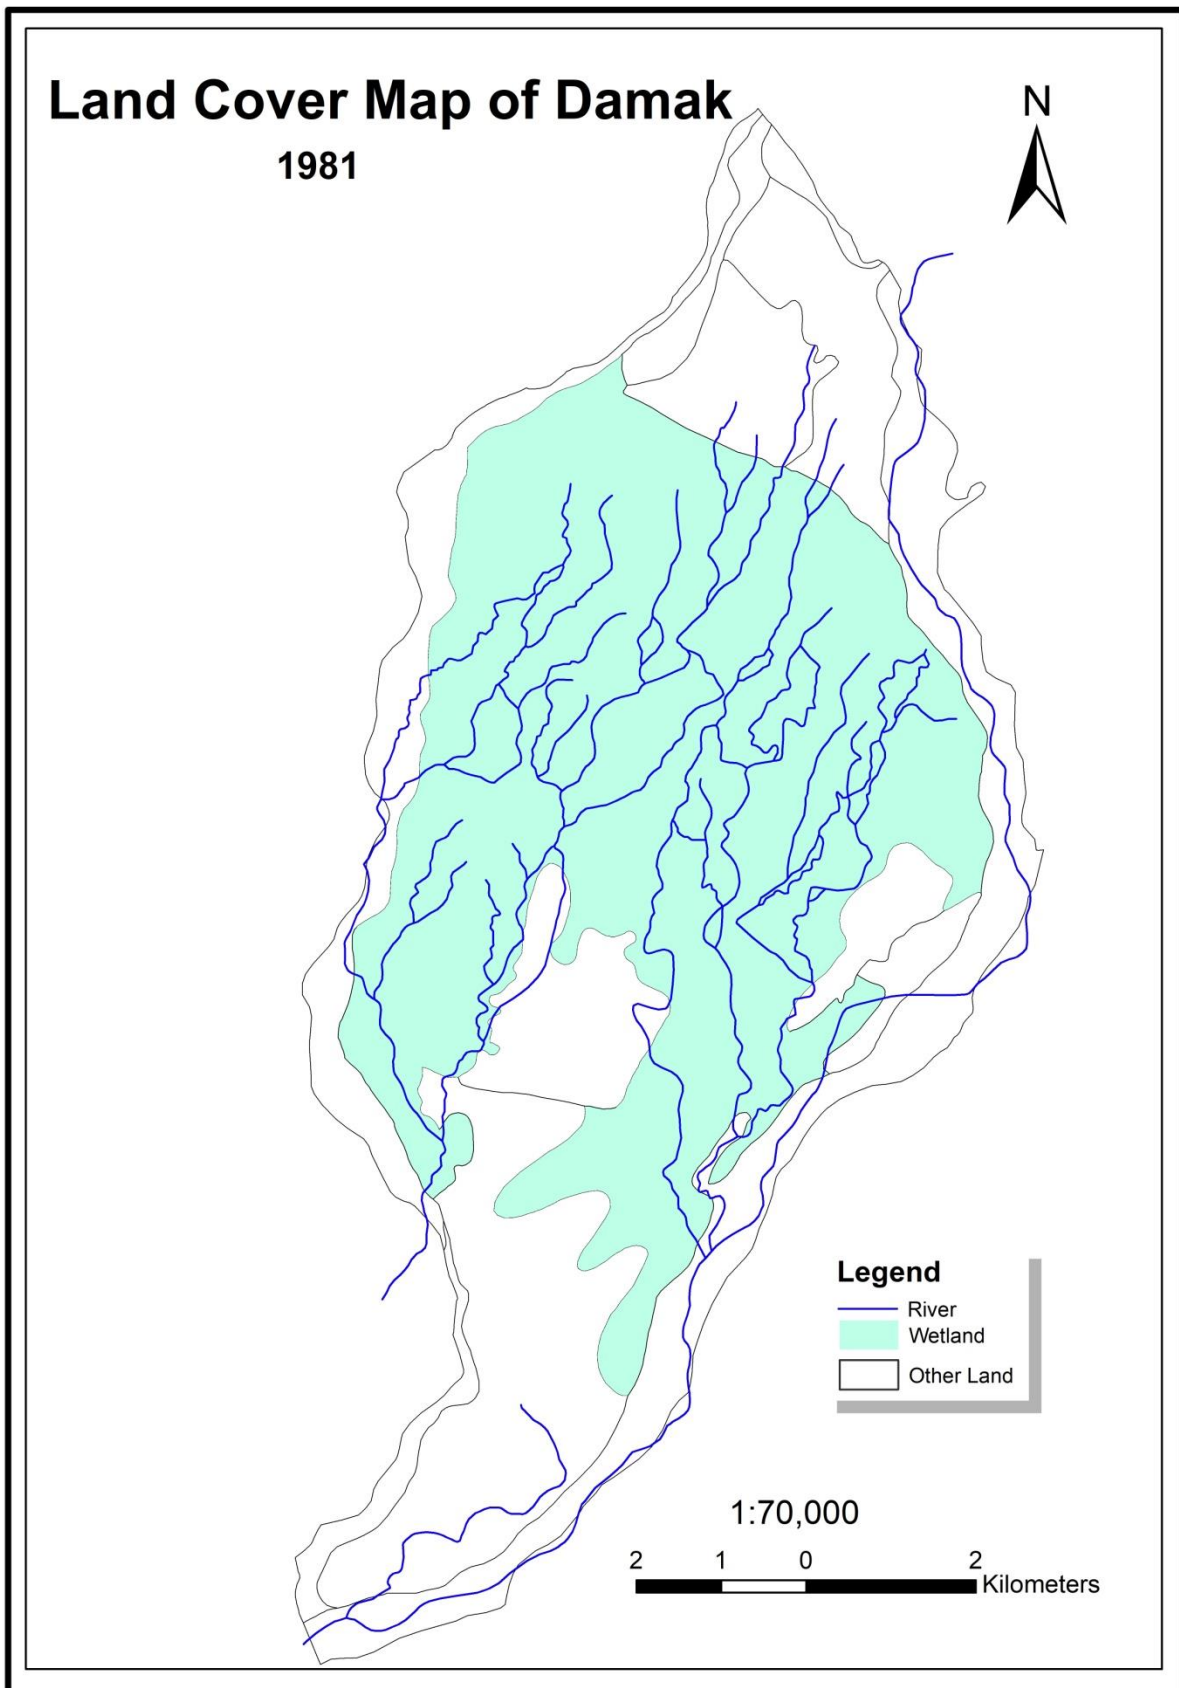 Land Cover Map of Damak
1981
N
Legend
River
Wetland
Other Land
1:70,000
2 1 0 2
Kilometers